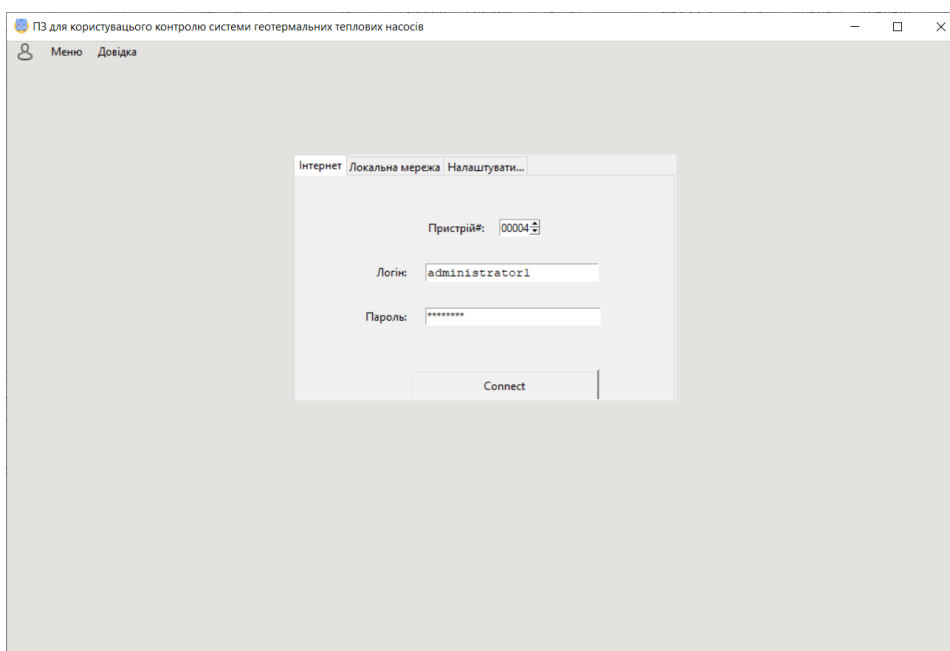 ПЗ для користувацього контролю системи геотермальних теплових насосів
Меню Довідка
Інтернет Локальна мережа Налаштувати...
Пристрій#: 00004
Логін: administrator1
Пароль: ********
Connect